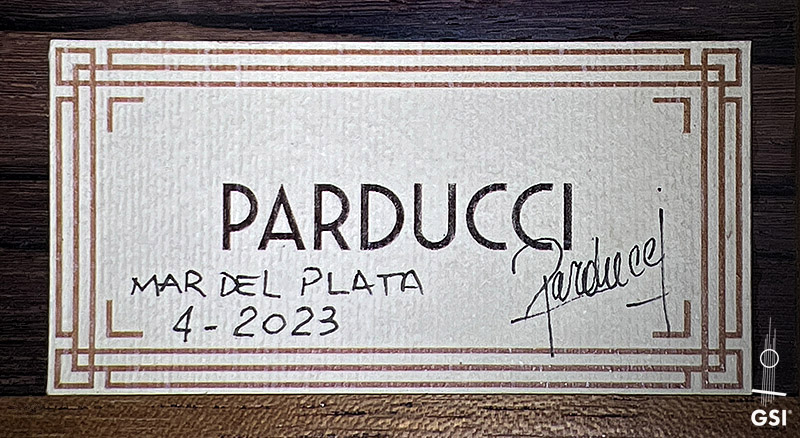 PARDUCCI
MAR DEL PLATA
4-2023
Parducci
GSI